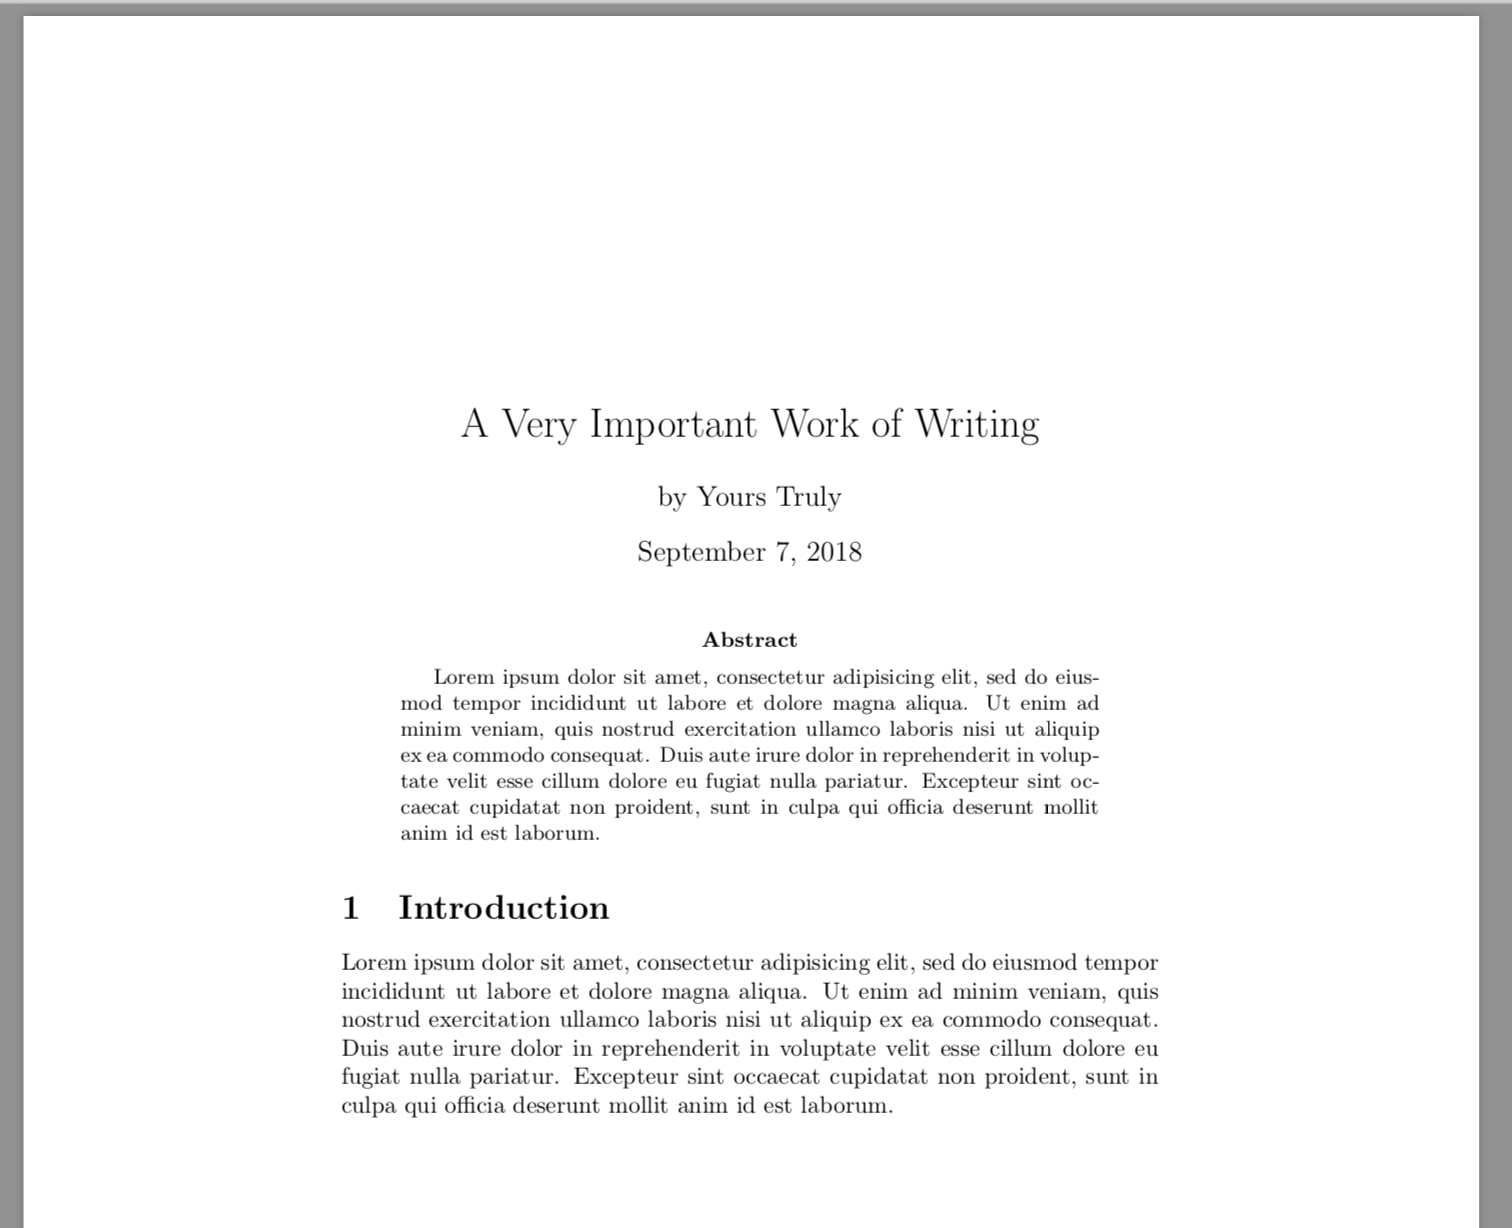 A Very Important Work of Writing
by Yours Truly
September 7, 2018
Abstract
Lorem ipsum dolor sit amet, consectetur adipisicing elit, sed do eius-
mod tempor incididunt ut labore et dolore magna aliqua. Ut enim ad
minim veniam, quis nostrud exercitation ullamco laboris nisi ut aliquip
ex ea commodo consequat. Duis aute irure dolor in reprehenderit in volup-
tate velit esse cillum dolore eu fugiat nulla pariatur. Excepteur sint oc-
caecat cupidatat non proident, sunt in culpa qui officia deserunt mollit
anim id est laborum.
1 Introduction
Lorem ipsum dolor sit amet, consectetur adipisicing elit, sed do eiusmod tempor
incididunt ut labore et dolore magna aliqua. Ut enim ad minim veniam, quis
nostrud exercitation ullamco laboris nisi ut aliquip ex ea commodo consequat.
Duis aute irure dolor in reprehenderit in voluptate velit esse cillum dolore eu
fugiat nulla pariatur. Excepteur sint occaecat cupidatat non proident, sunt in
culpa qui officia deserunt mollit anim id est laborum.